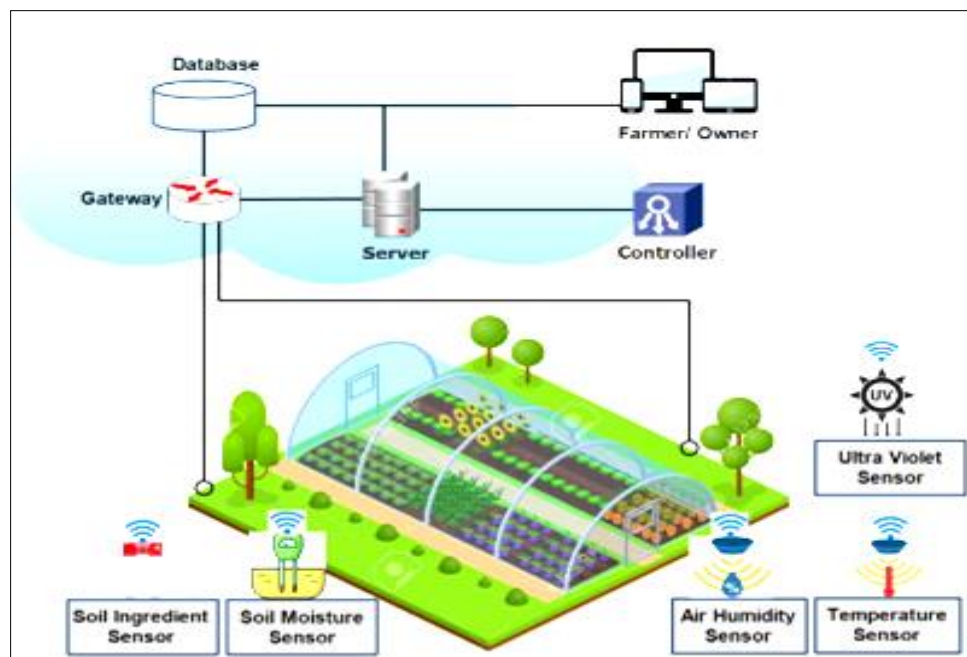 Database
Farmer/ Owner
Gateway
Server
Controller
UV
Ultra Violet
Sensor
Soil Ingredient
Sensor
Soil Moisture
Sensor
Air Humidity
Sensor
Temperature
Sensor